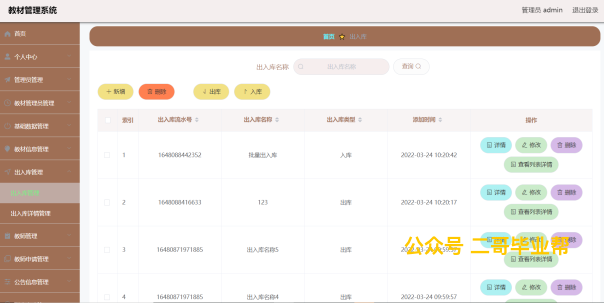 教材管理系统
管理员 admin 退出登录
首页
个人中心
管理员管理
教材管理员管理
基础数据管理
教材信息管理
出入库管理
出入库管理
出入库详情管理
教师管理
教师申请管理
公告信息管理
首页 出入库
出入库名称 出入库名称 查询
+ 新增 删除 ↓ 出库 ↑ 入库
索引 出入库流水号 出入库名称 出入库类型 添加时间 操作
1 1648088442352 批量出入库 入库 2022-03-24 10:20:42 详情 修改 删除
查看列表详情
2 1648088416633 123 出库 2022-03-24 10:20:17 详情 修改 删除
查看列表详情
3 16480871971885 出入库名称5 出库 2022-03-24 09:59:57 详情 修改 删除
查看列表详情
4 16480871971885 出入库名称4 出库 2022-03-24 09:59:57 详情 修改 删除
公众号 二哥毕业帮